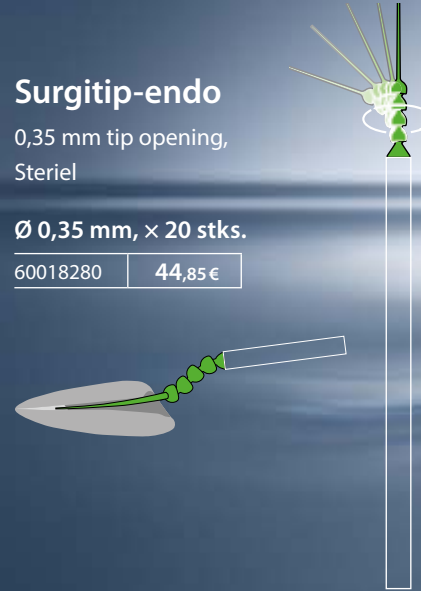 Surgitip-endo
0,35 mm tip opening,
Steriel
Ø 0,35 mm, × 20 stks.
60018280 44,85 €